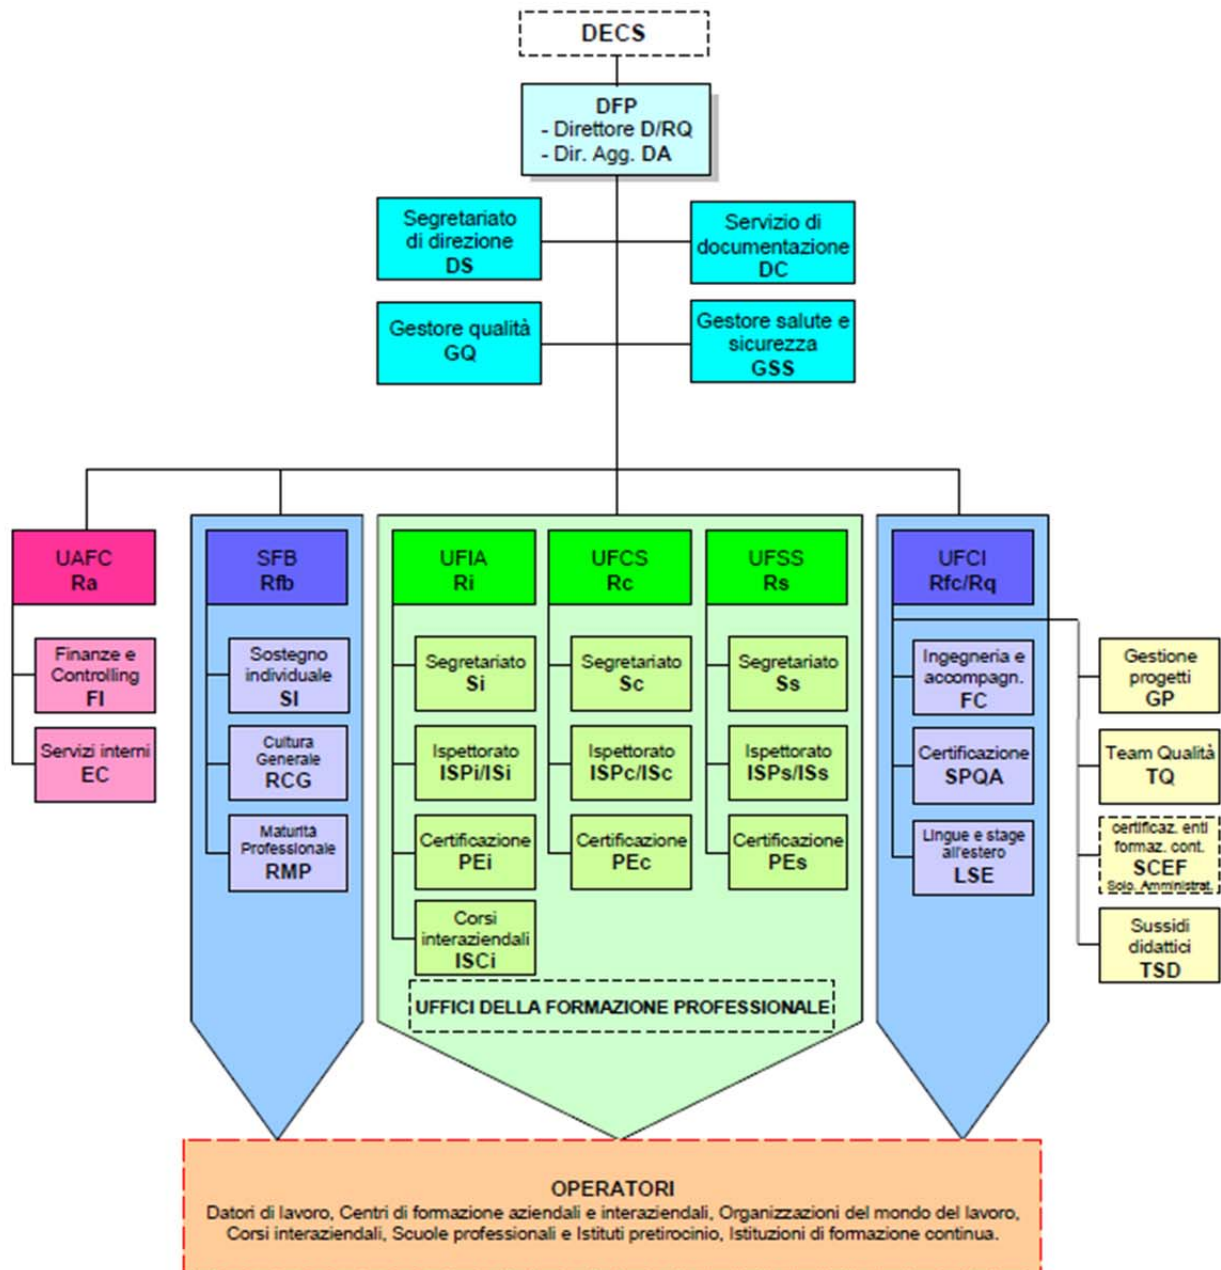 DECS
DFP
- Direttore D/RQ
- Dir. Agg. DA
Segretariato
di direzione
DS
Servizio di
documentazione
DC
Gestore qualità
GQ
Gestore salute e
sicurezza
GSS
UAFC
Ra
Finanze e
Controlling
FI
Servizi interni
EC
SFB
Rfb
Sostegno
individuale
SI
Cultura
Generale
RCG
Maturità
Professionale
RMP
UFIA
Ri
Segretariato
Si
Ispettorato
ISPi/ISi
Certificazione
PEi
Corsi
interaziendali
ISCi
UFCS
Rc
Segretariato
Sc
Ispettorato
ISPc/ISc
Certificazione
PEc
UFSS
Rs
Segretariato
Ss
Ispettorato
ISPs/ISs
Certificazione
PEs
UFFICI DELLA FORMAZIONE PROFESSIONALE
UFCI
Rfc/Rq
Ingegneria e
accompagn.
FC
Certificazione
SPQA
Lingue e stage
all'estero
LSE
Gestione
progetti
GP
Team Qualità
TQ
certificaz. enti
formaz. cont.
SCEF
Solo. Amministrat.
Sussidi
didattici
TSD
OPERATORI
Datori di lavoro, Centri di formazione aziendali e interaziendali, Organizzazioni del mondo del lavoro,
Corsi interaziendali, Scuole professionali e Istituti pretirocinio, Istituzioni di formazione continua.